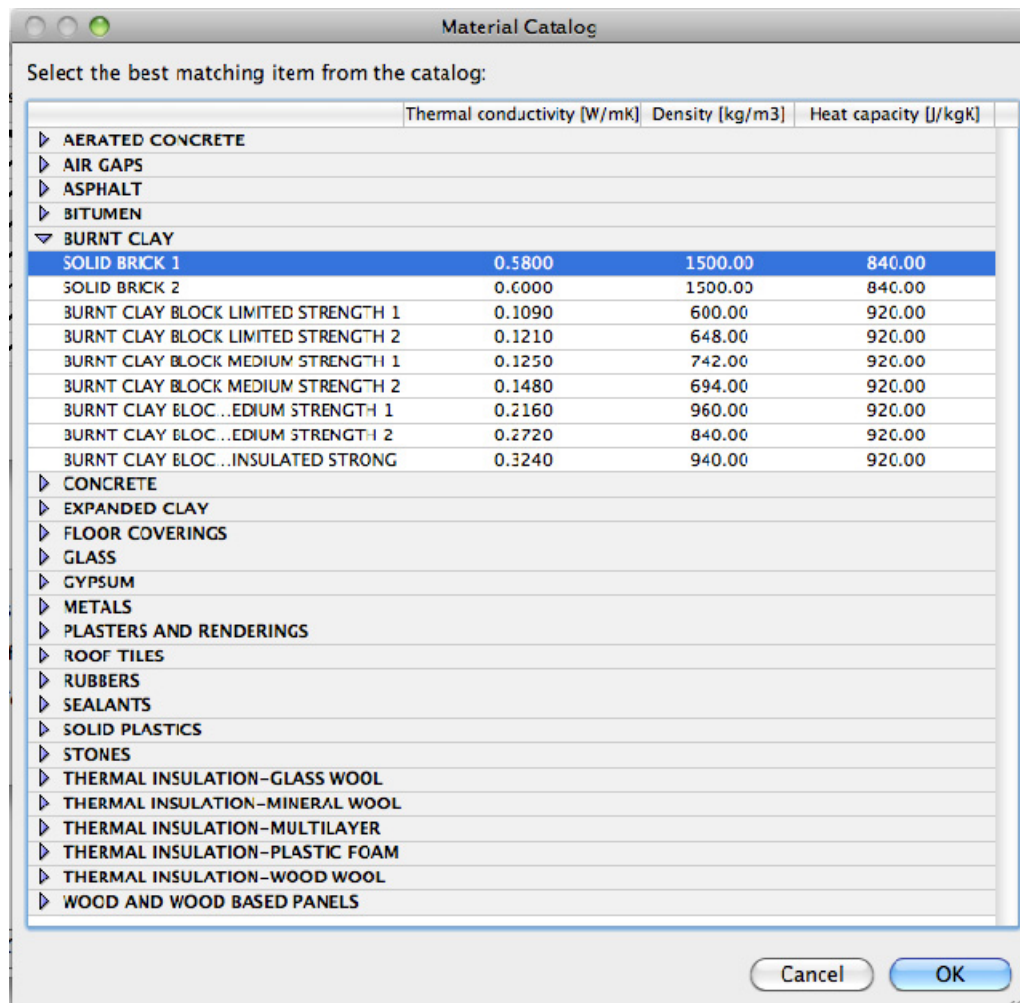 Material Catalog
Select the best matching item from the catalog:
Thermal conductivity [W/mK] Density [kg/m3] Heat capacity [J/kgK]
AERATED CONCRETE
AIR GAPS
ASPHALT
BITUMEN
BURNT CLAY
SOLID BRICK 1 0.5800 1500.00 840.00
SOLID BRICK 2 0.6000 1500.00 840.00
BURNT CLAY BLOCK LIMITED STRENGTH 1 0.1090 600.00 920.00
BURNT CLAY BLOCK LIMITED STRENGTH 2 0.1210 648.00 920.00
BURNT CLAY BLOCK MEDIUM STRENGTH 1 0.1250 742.00 920.00
BURNT CLAY BLOCK MEDIUM STRENGTH 2 0.1480 694.00 920.00
BURNT CLAY BLOC...EDIUM STRENGTH 1 0.2160 960.00 920.00
BURNT CLAY BLOC...EDIUM STRENGTH 2 0.2720 840.00 920.00
BURNT CLAY BLOC...INSULATED STRONG 0.3240 940.00 920.00
CONCRETE
EXPANDED CLAY
FLOOR COVERINGS
GLASS
GYPSUM
METALS
PLASTERS AND RENDERINGS
ROOF TILES
RUBBERS
SEALANTS
SOLID PLASTICS
STONES
THERMAL INSULATION-GLASS WOOL
THERMAL INSULATION-MINERAL WOOL
THERMAL INSULATION-MULTILAYER
THERMAL INSULATION-PLASTIC FOAM
THERMAL INSULATION-WOOD WOOL
WOOD AND WOOD BASED PANELS
Cancel OK